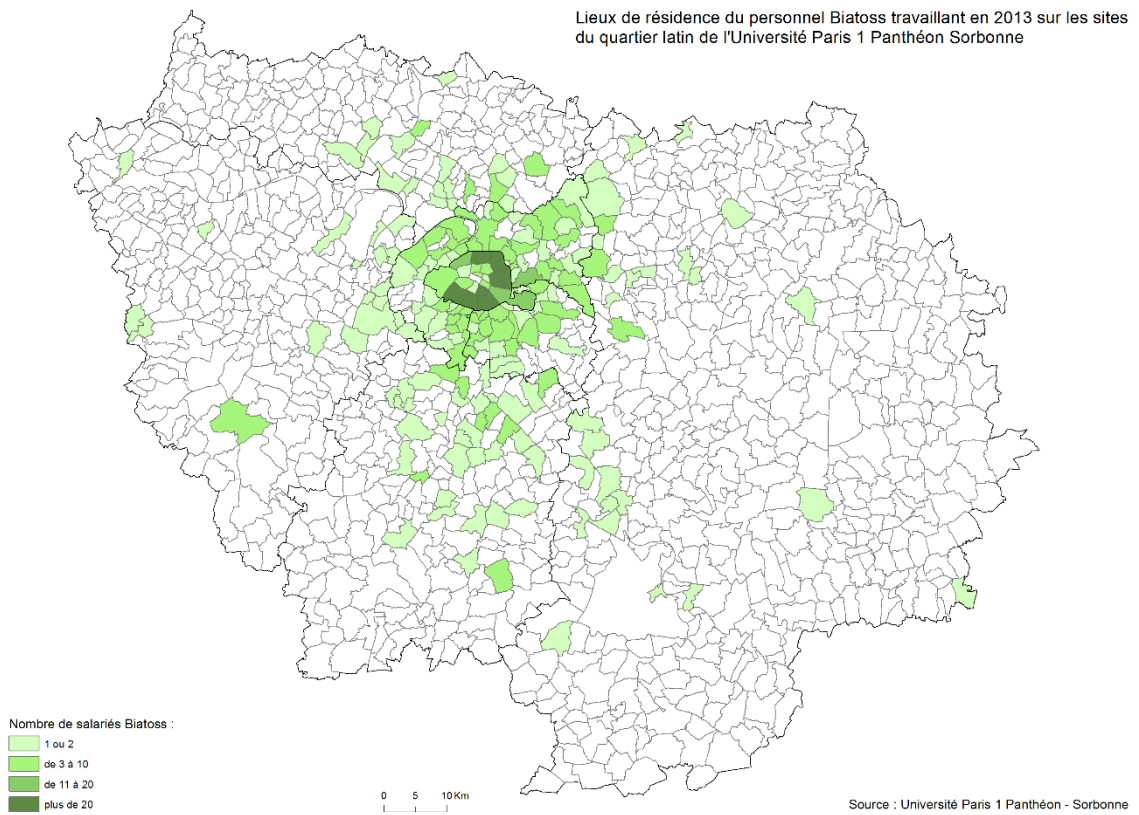 Lieux de résidence du personnel Biatoss travaillant en 2013 sur les sites
du quartier latin de l'Université Paris 1 Panthéon Sorbonne
Nombre de salariés Biatoss :
1 ou 2
de 3 à 10
de 11 à 20
plus de 20
0 5 10 Km
Source : Université Paris 1 Panthéon - Sorbonne